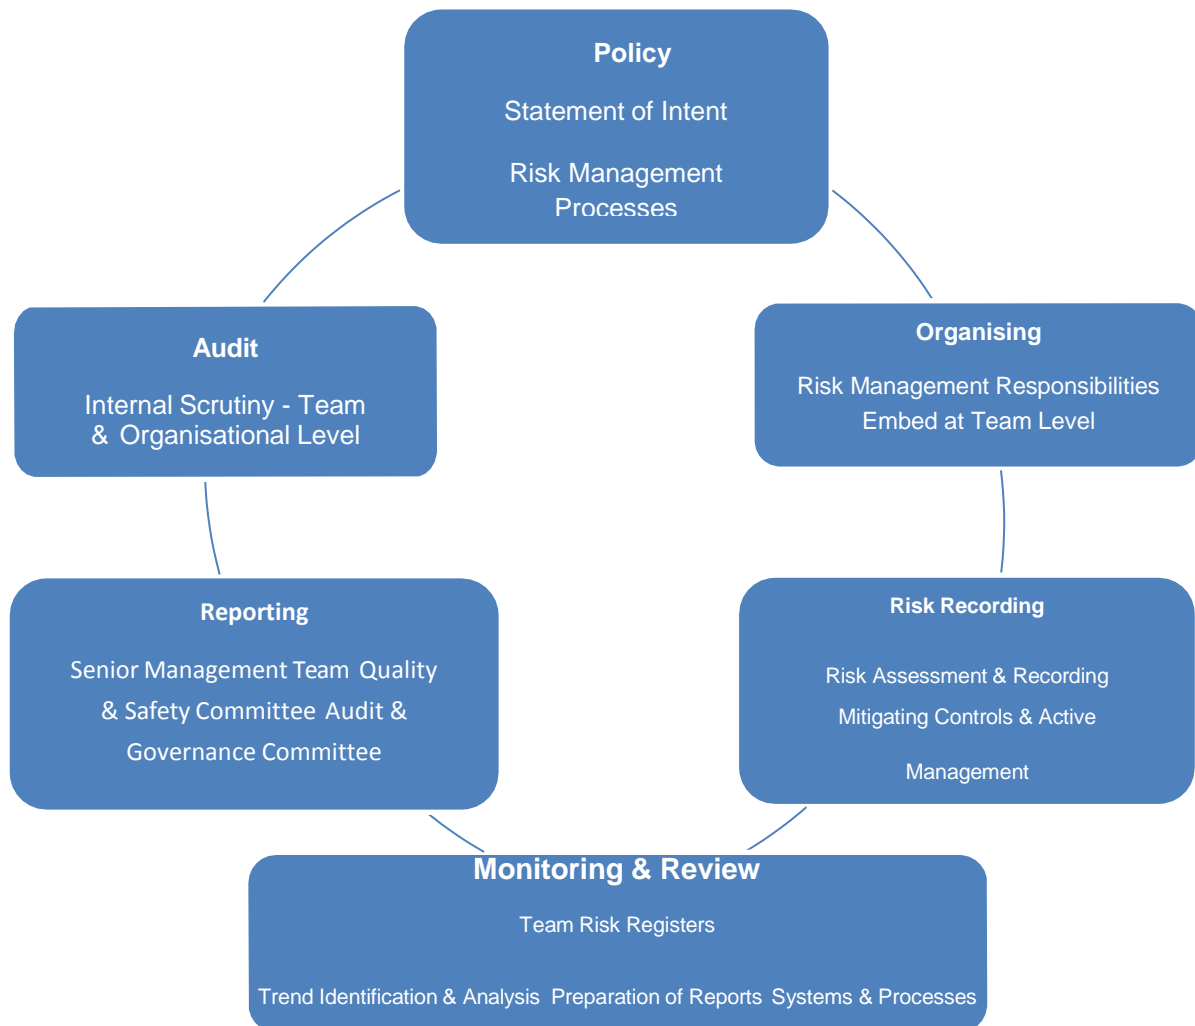 Policy
Statement of Intent
Risk Management
Processes
Audit
Internal Scrutiny - Team
& Organisational Level
Organising
Risk Management Responsibilities
Embed at Team Level
Reporting
Senior Management Team Quality
& Safety Committee Audit &
Governance Committee
Risk Recording
Risk Assessment & Recording
Mitigating Controls & Active
Management
Monitoring & Review
Team Risk Registers
Trend Identification & Analysis Preparation of Reports Systems & Processes